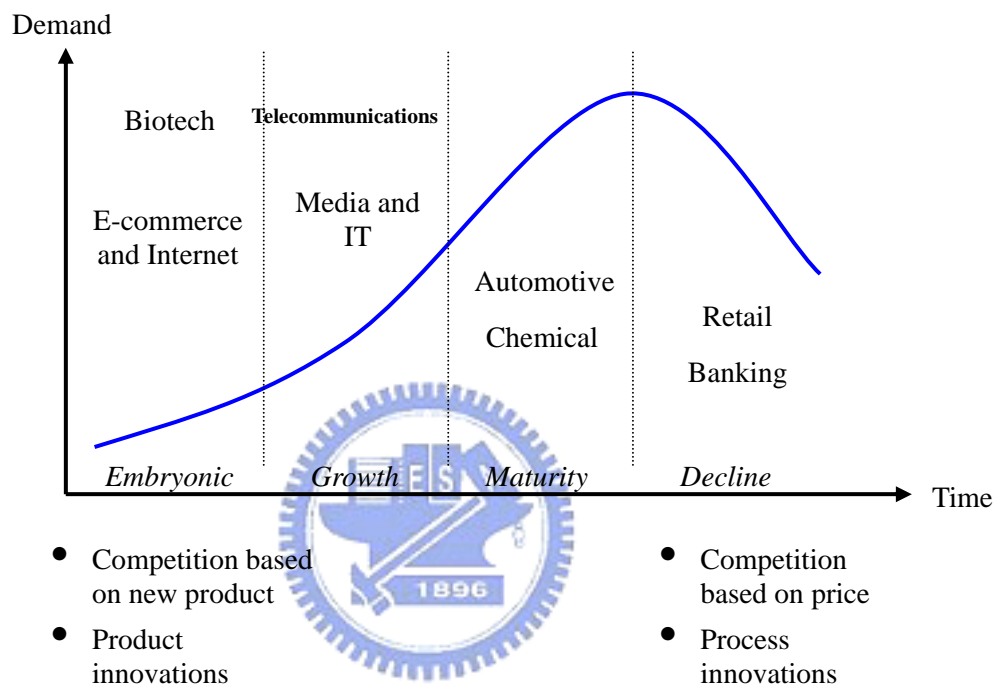 Demand
Biotech
Telecommunications
E-commerce
and Internet
Media and
IT
Automotive
Chemical
Retail
Banking
Embryonic
Growth
Maturity
Decline
Time
E S
1896
• Competition based
on new product
• Product
innovations
• Competition
based on price
• Process
innovations